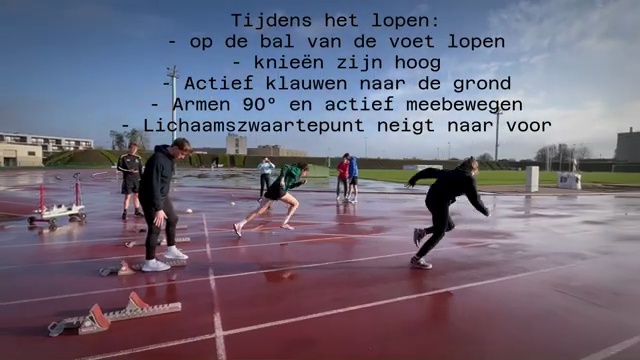 Tijdens het lopen:
- op de bal van de voet lopen
- knieën zijn hoog
- Actief klauwen naar de grond
- Armen 90° en actief meebewegen
- Lichaamszwaartepunt neigt naar voor